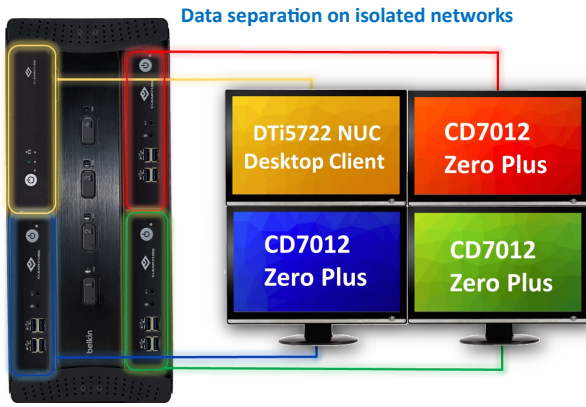 Data separation on isolated networks
DTi5722 NUC
Desktop Client
CD7012
Zero Plus
CD7012
Zero Plus
CD7012
Zero Plus
belkin